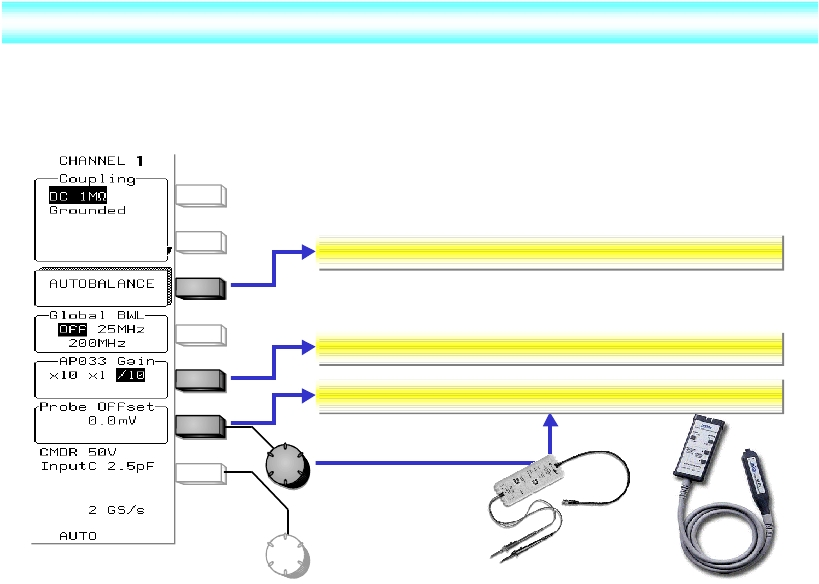 CHANNEL 1
Coupling
DC 1MΩ
Grounded
AUTOBALANCE
Global BWL
Off 25MHz
200MHz
AP033 Gain
x10 x1 /10
Probe Offset
0.0mV
CMDR 50V
InputC 2.5pF
2 GS/s
AUTO